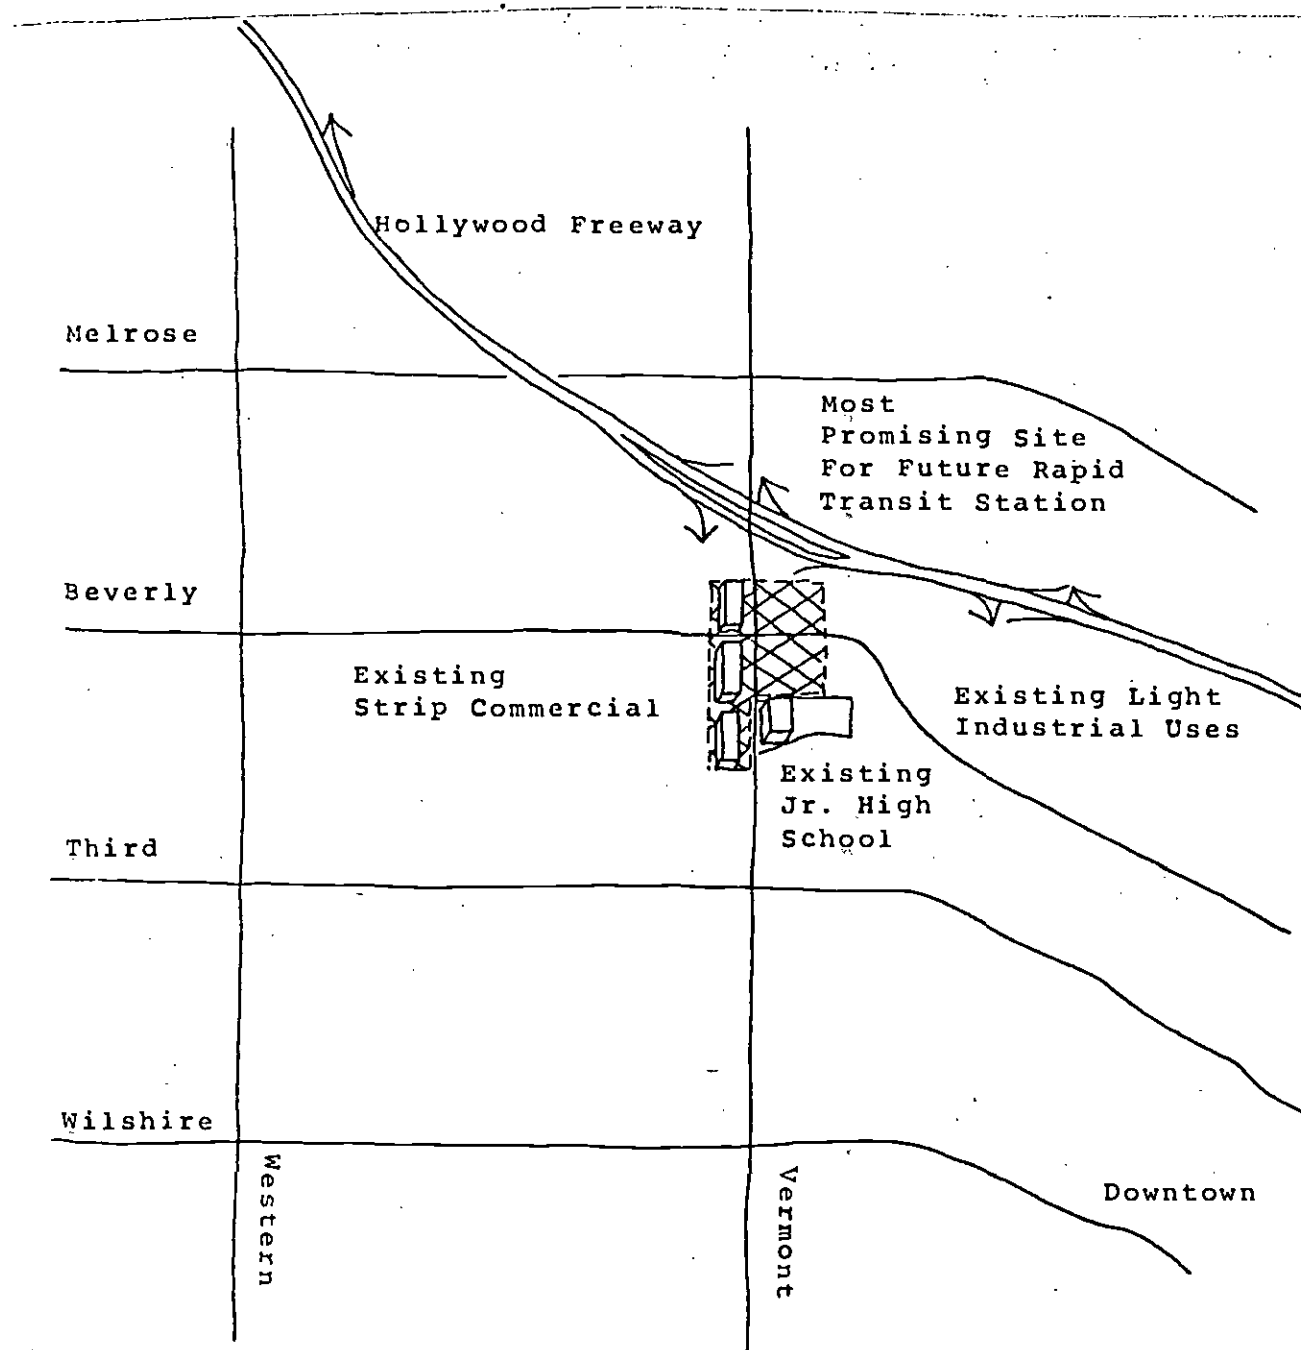 Hollywood Freeway
Melrose
Most
Promising Site
For Future Rapid
Transit Station
Beverly
Existing
Strip Commercial
Existing Light
Industrial Uses
Existing
Jr. High
School
Third
Wilshire
Western
Vermont
Downtown